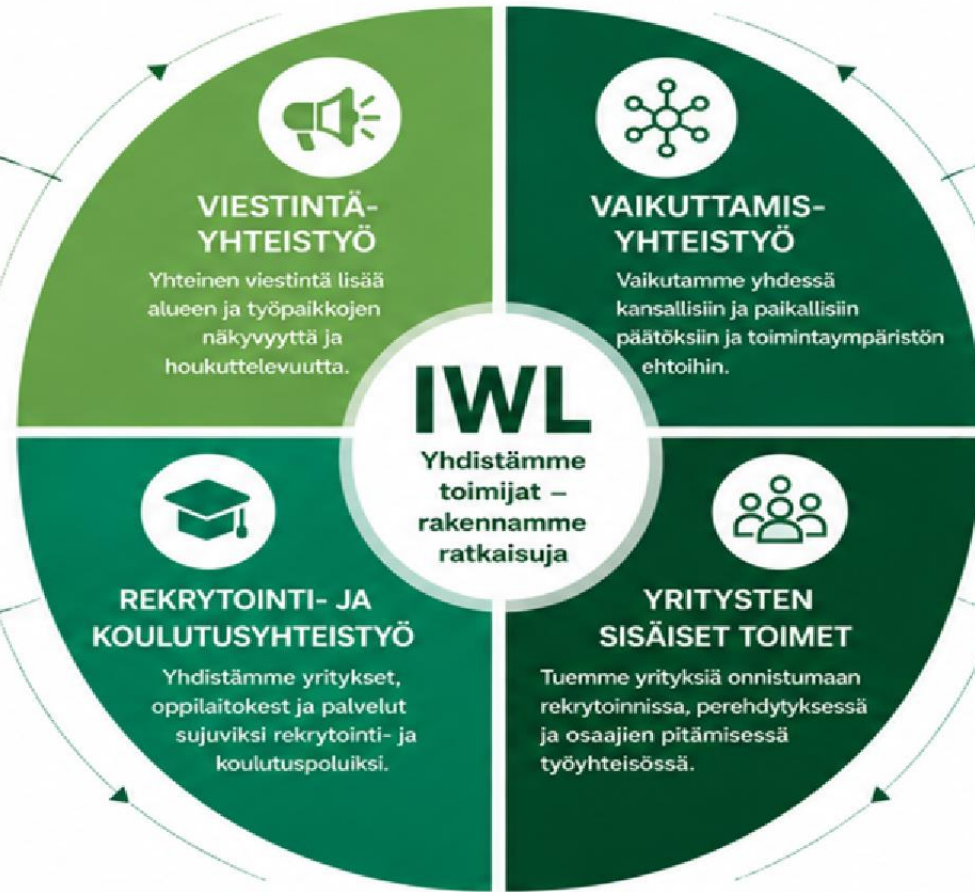 VIESTINTÄ-
YHTEISTYÖ
Yhteinen viestintä lisää
alueen ja työpaikkojen
näkyvyyttä ja
houkuttelevuutta.
VAIKUTTAMIS-
YHTEISTYÖ
Vaikutamme yhdessä
kansallisiin ja paikallisiin
päätöksiin ja toimintaympäristön
ehtoihin.
IWL
Yhdistämme
toimijat –
rakennamme
ratkaisuja
REKRYTOINTI- JA
KOULUTUSYHTEISTYÖ
Yhdistämme yritykset,
oppilaitokest ja palvelut
sujuviksi rekrytointi- ja
koulutuspoluiksi.
YRITYSTEN
SISÄISET TOIMET
Tuemme yrityksiä onnistumaan
rekrytoinnissa, perehdytyksessä
ja osaajien pitämisessä
työyhteisössä.